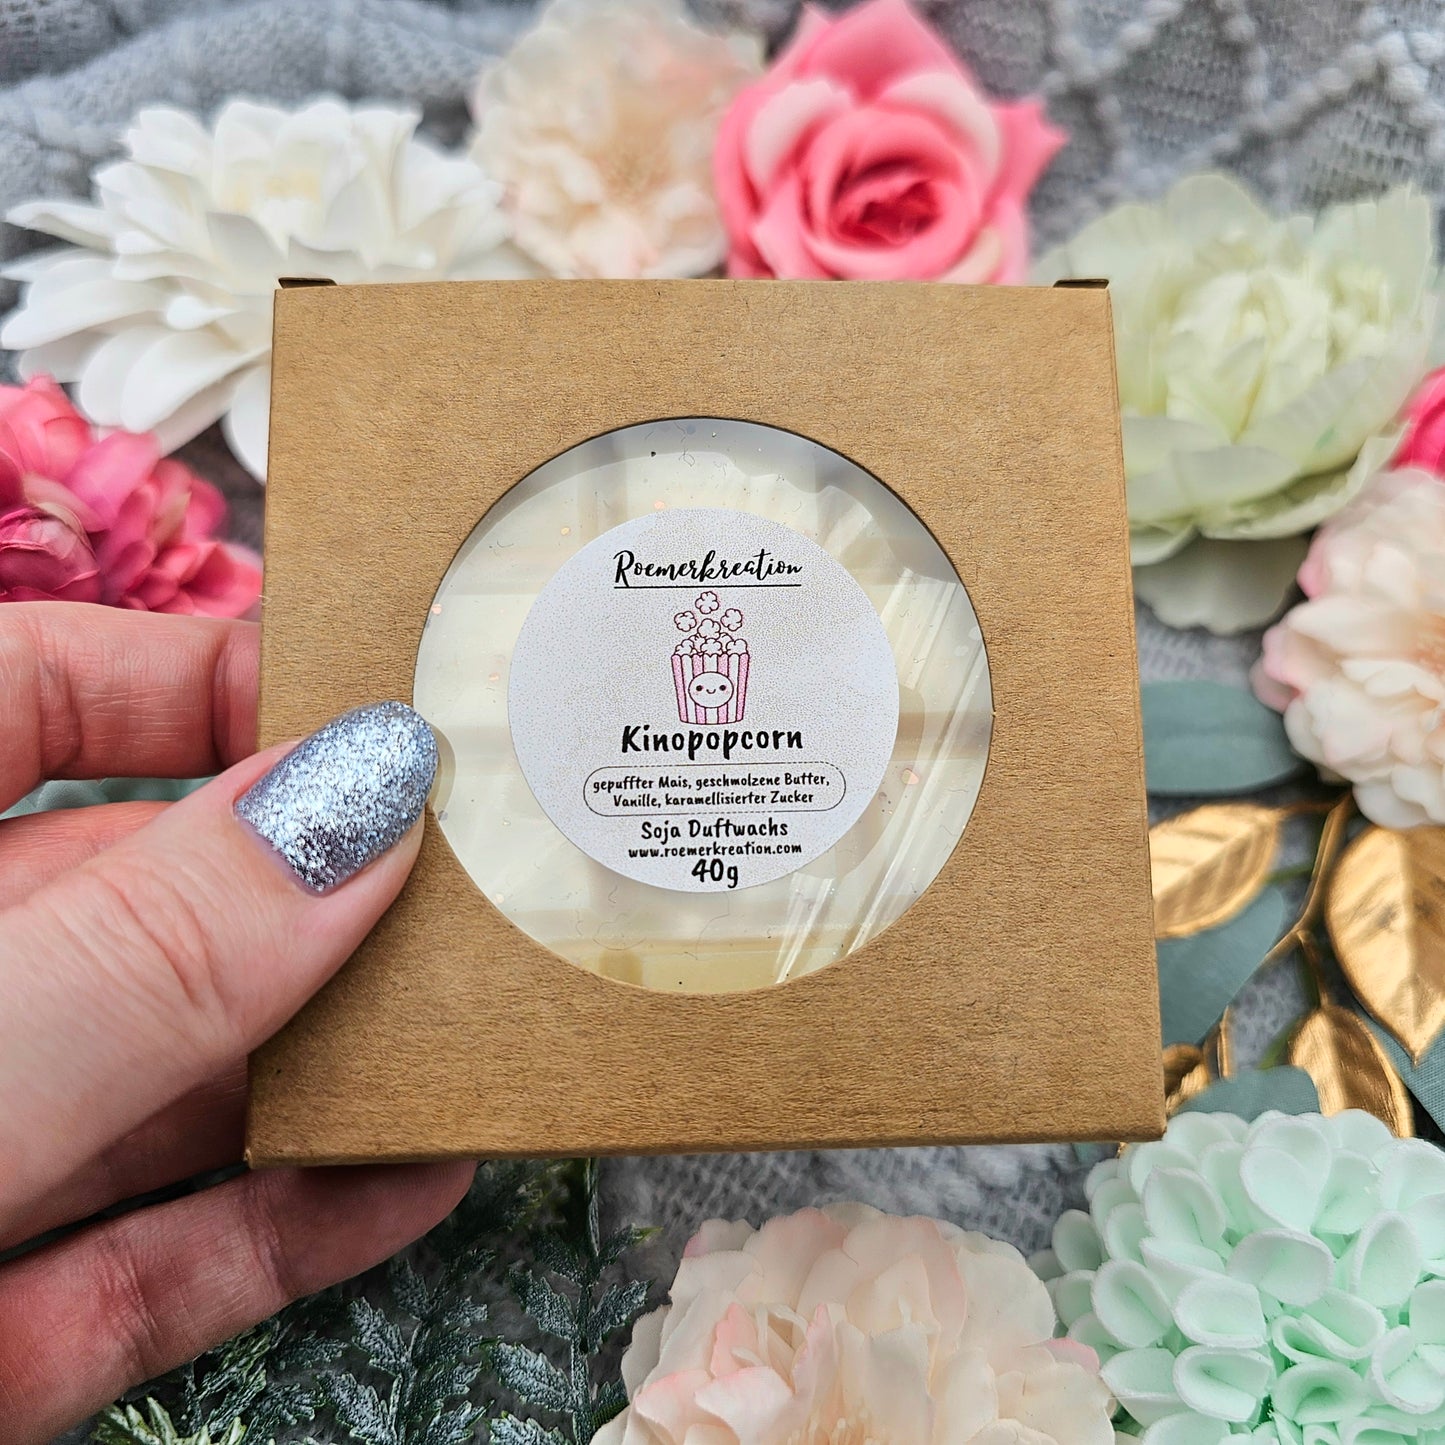 Roemerkreation
Kinopopcorn
gepuffter Mais, geschmolzene Butter,
Vanille, karamellisierter Zucker
Soja Duftwachs
www.roemerkreation.com
40g